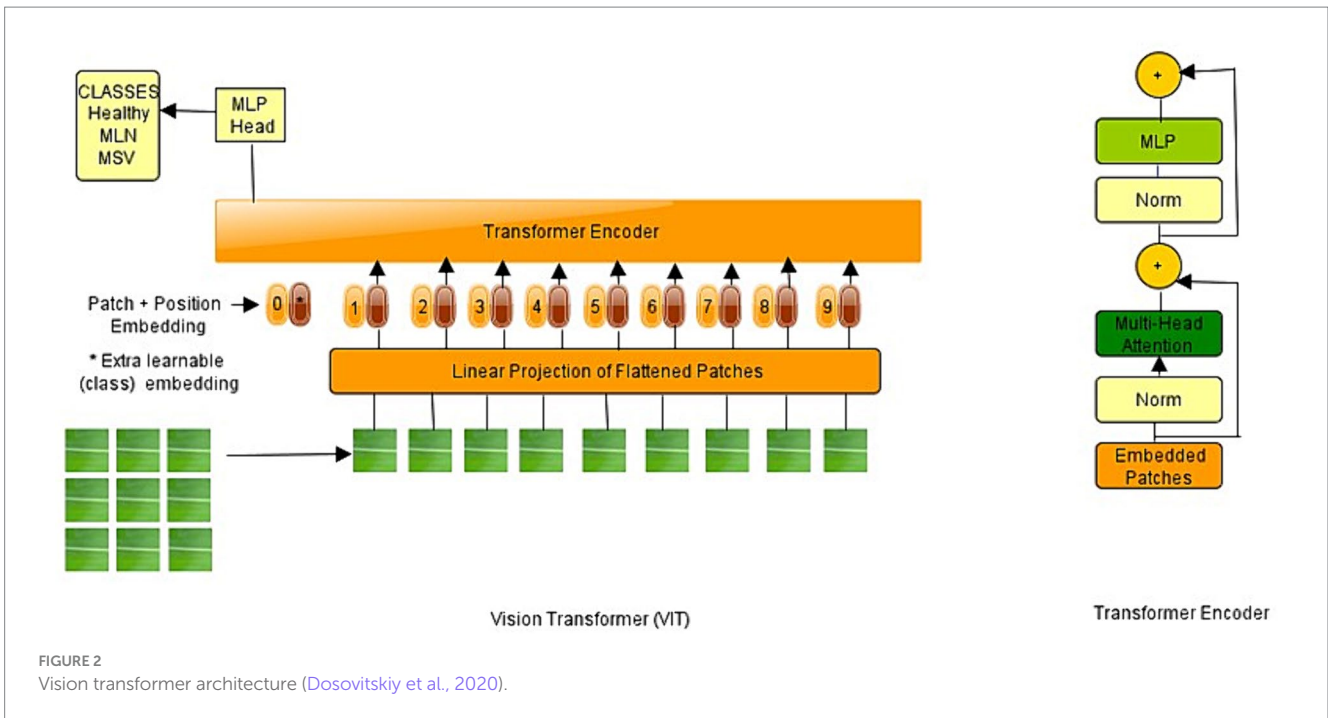 CLASSES
Healthy
MLN
MSV
MLP
Head
Transformer Encoder
Patch + Position
Embedding
0 * 1 2 3 4 5 6 7 8 9
* Extra learnable
(class) embedding
Linear Projection of Flattened Patches
Vision Transformer (VIT)
+
MLP
Norm
+
Multi-Head
Attention
Norm
Embedded
Patches
Transformer Encoder
FIGURE 2
Vision transformer architecture (Dosovitskiy et al., 2020).